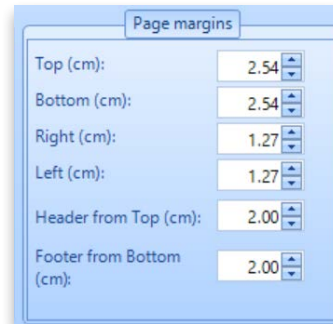 Page margins
Top (cm): 2.54
Bottom (cm): 2.54
Right (cm): 1.27
Left (cm): 1.27
Header from Top (cm): 2.00
Footer from Bottom
(cm): 2.00